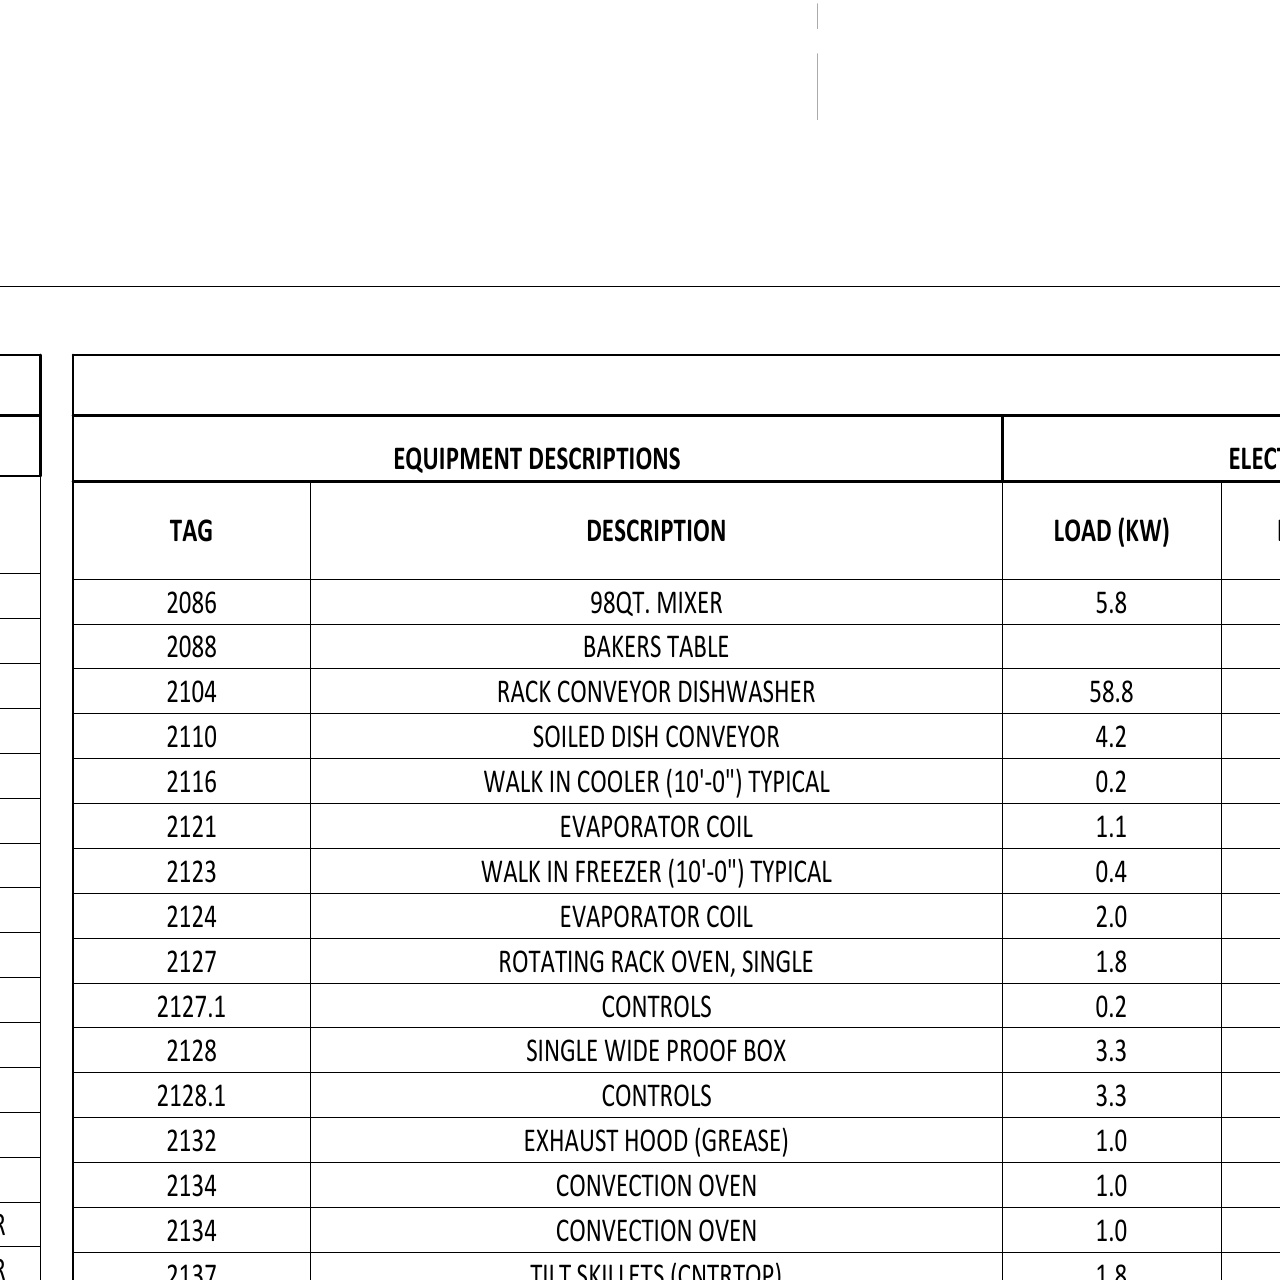 EQUIPMENT DESCRIPTIONS
TAG DESCRIPTION LOAD (KW)
2086 98QT. MIXER 5.8
2088 BAKERS TABLE
2104 RACK CONVEYOR DISHWASHER 58.8
2110 SOILED DISH CONVEYOR 4.2
2116 WALK IN COOLER (10'-0") TYPICAL 0.2
2121 EVAPORATOR COIL 1.1
2123 WALK IN FREEZER (10'-0") TYPICAL 0.4
2124 EVAPORATOR COIL 2.0
2127 ROTATING RACK OVEN, SINGLE 1.8
2127.1 CONTROLS 0.2
2128 SINGLE WIDE PROOF BOX 3.3
2128.1 CONTROLS 3.3
2132 EXHAUST HOOD (GREASE) 1.0
2134 CONVECTION OVEN 1.0
2134 CONVECTION OVEN 1.0
2137 TILT SKILLETS (CNTRTOP) 1.8